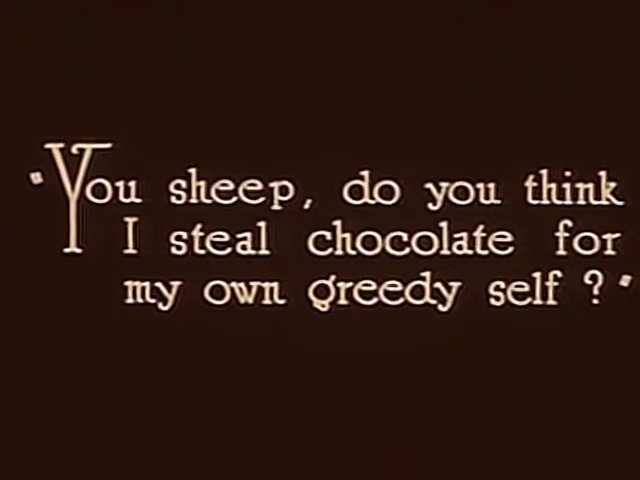 "You sheep, do you think
I steal chocolate for
my own greedy self?"